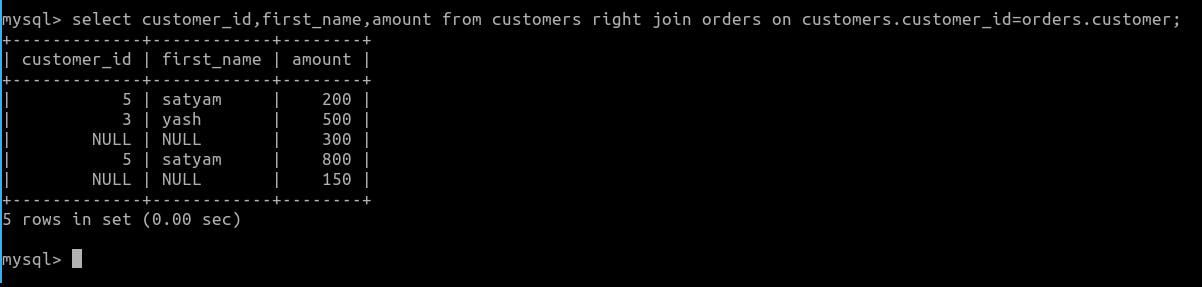 mysql> select customer_id,first_name,amount from customers right join orders on customers.customer_id=orders.customer;
+-------------+------------+--------+
| customer_id | first_name | amount |
+-------------+------------+--------+
|           5 | satyam     |    200 |
|           3 | yash       |    500 |
|        NULL | NULL       |    300 |
|           5 | satyam     |    800 |
|        NULL | NULL       |    150 |
+-------------+------------+--------+
5 rows in set (0.00 sec)
mysql>